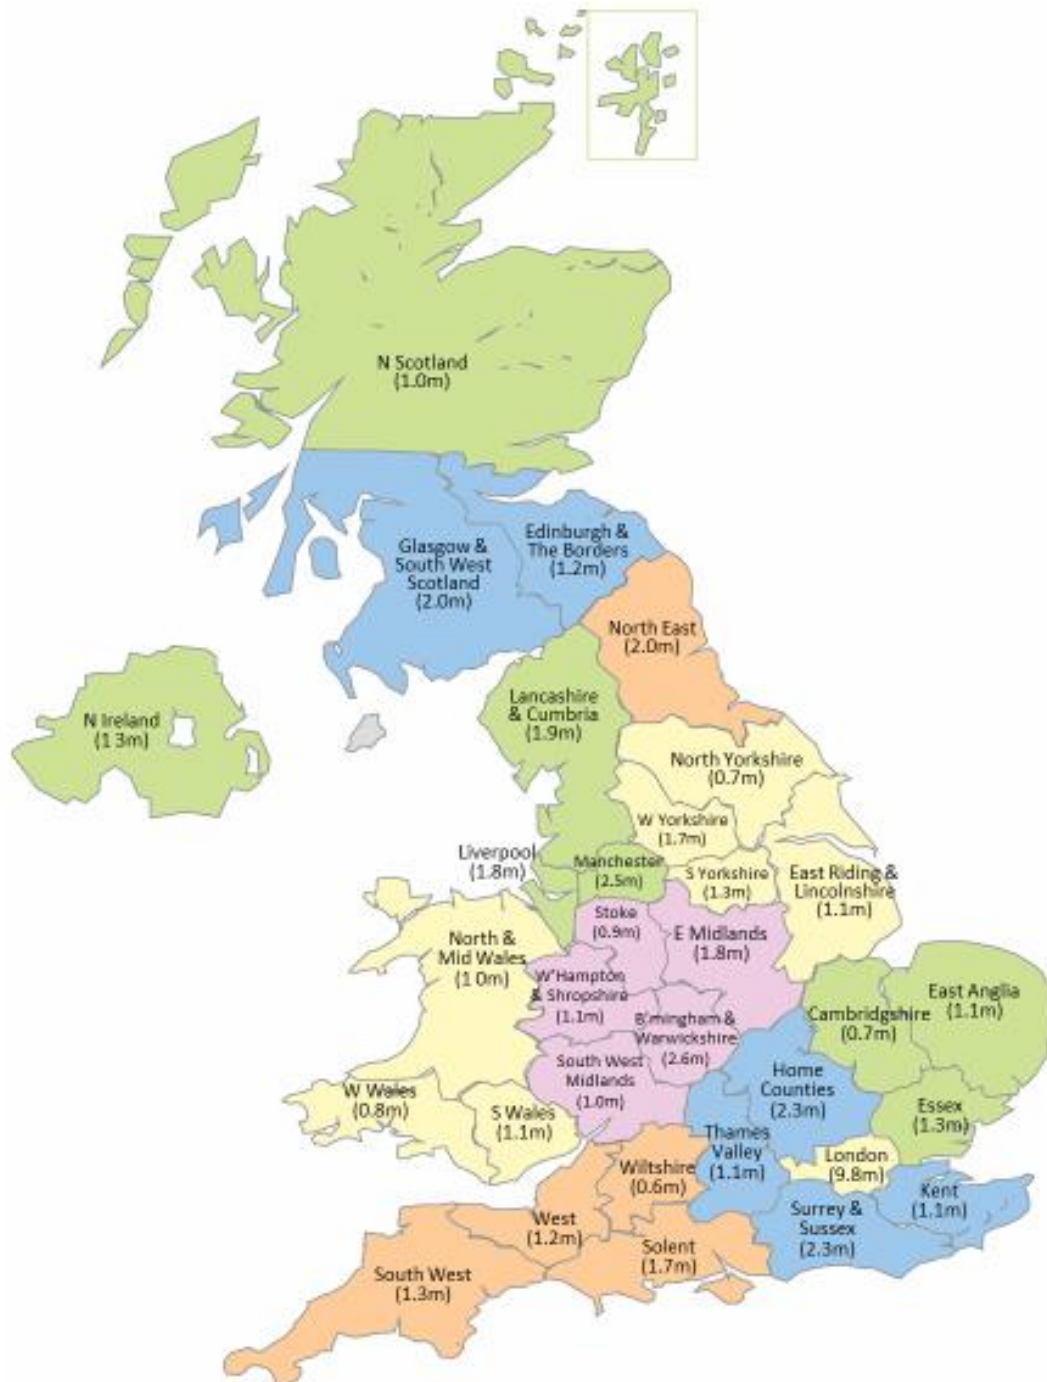 N Scotland
(1.0m)
Edinburgh &
The Borders
(1.2m)
Glasgow &
South West
Scotland
(2.0m)
North East
(2.0m)
Lancashire
& Cumbria
(1.9m)
N Ireland
(1 3m)
North Yorkshire
(0.7m)
W Yorkshire
(1.7m)
Liverpool
(1.8m)
Manchester
(2.5m)
S Yorkshire
(1.3m)
East Riding &
Lincolnshire
(1.1m)
Stoke
(0.9m)
E Midlands
(1.8m)
North &
Mid Wales
(1 0m)
W'Hampton
& Shropshire
(1.1m)
East Anglia
(1.1m)
Cambridgshire
(0.7m)
B'mingham &
Warwickshire
(2.6m)
South West
Midlands
(1.0m)
Home
Counties
(2.3m)
W Wales
(0.8m)
S Wales
(1.1m)
Essex
(1.3m)
Thames
Valley
(1.1m)
London
(9.8m)
Wiltshire
(0.6m)
Kent
(1.1m)
Surrey &
Sussex
(2.3m)
West
(1.2m)
Solent
(1.7m)
South West
(1.3m)